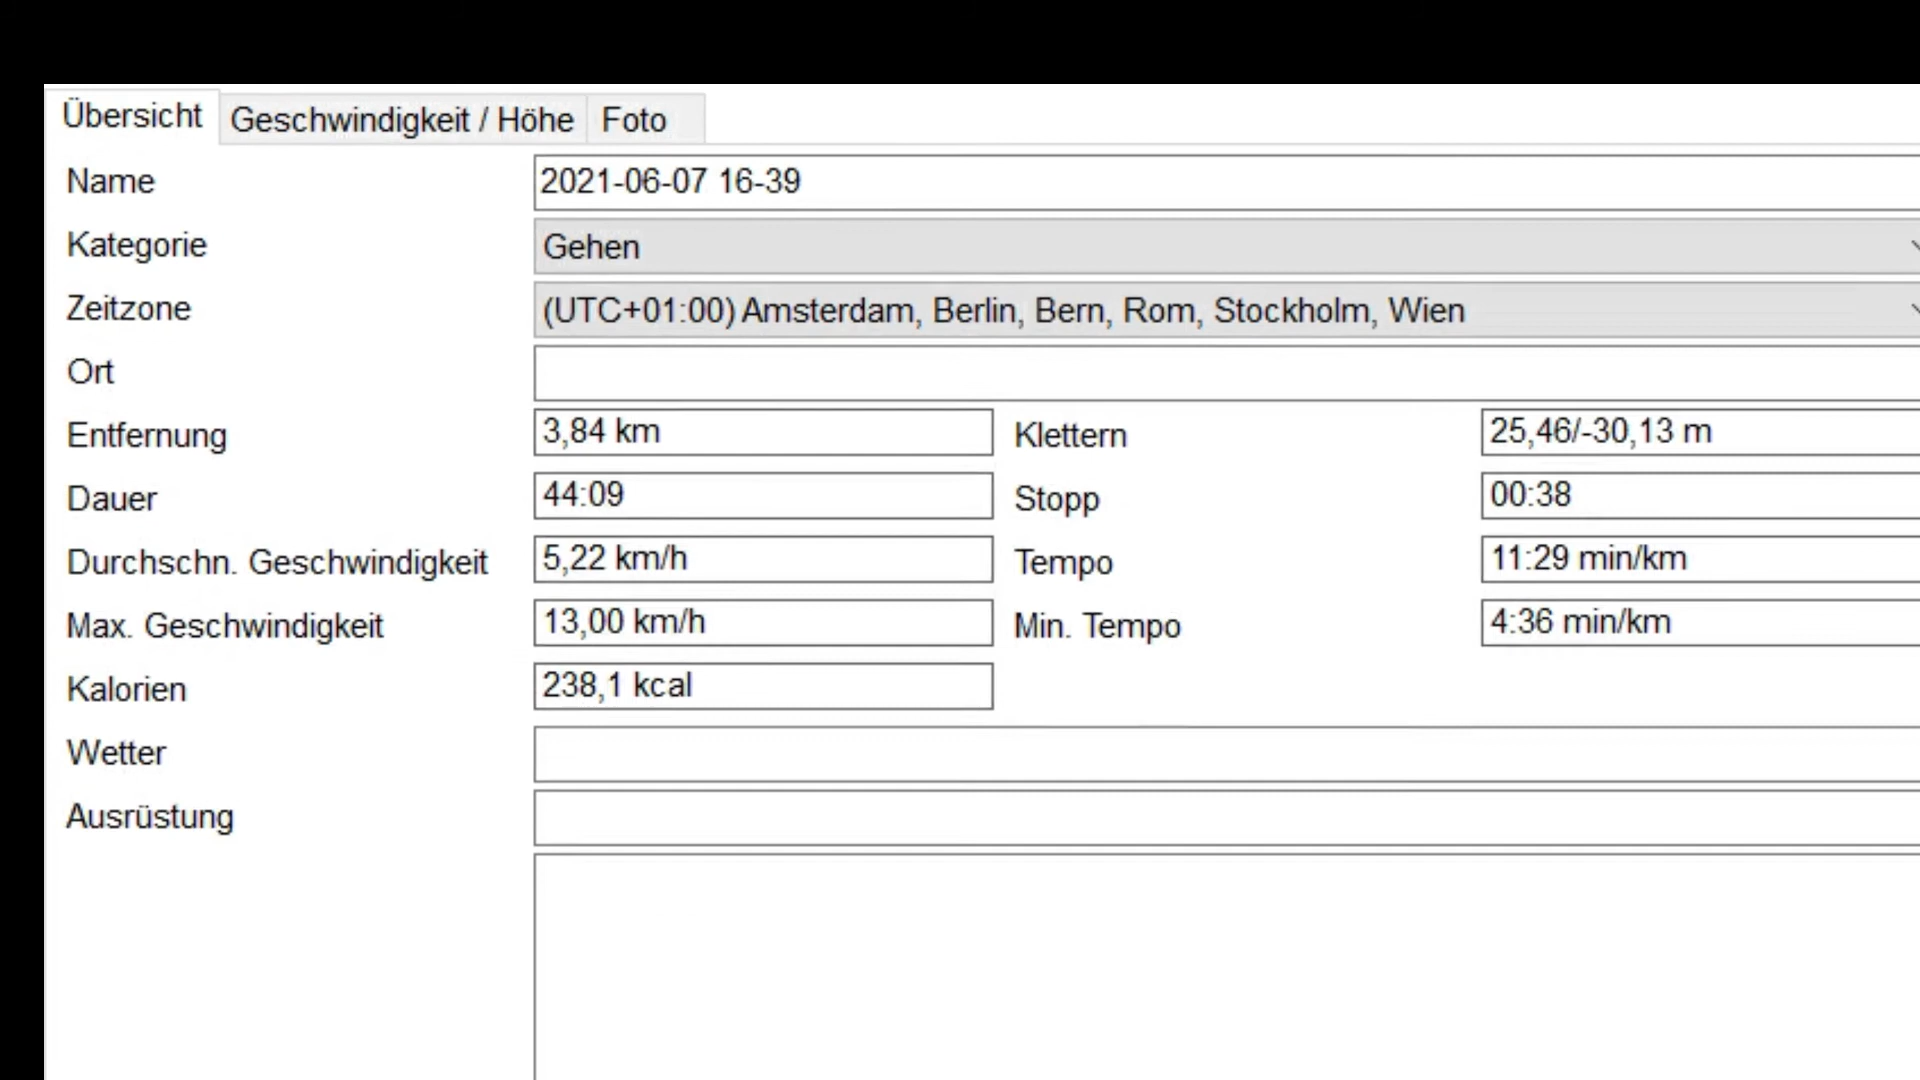 Übersicht Geschwindigkeit / Höhe Foto
Name 2021-06-07 16-39
Kategorie Gehen
Zeitzone (UTC+01:00) Amsterdam, Berlin, Bern, Rom, Stockholm, Wien
Ort
Entfernung 3,84 km Klettern 25,46/-30,13 m
Dauer 44:09 Stopp 00:38
Durchschn. Geschwindigkeit 5,22 km/h Tempo 11:29 min/km
Max. Geschwindigkeit 13,00 km/h Min. Tempo 4:36 min/km
Kalorien 238,1 kcal
Wetter
Ausrüstung